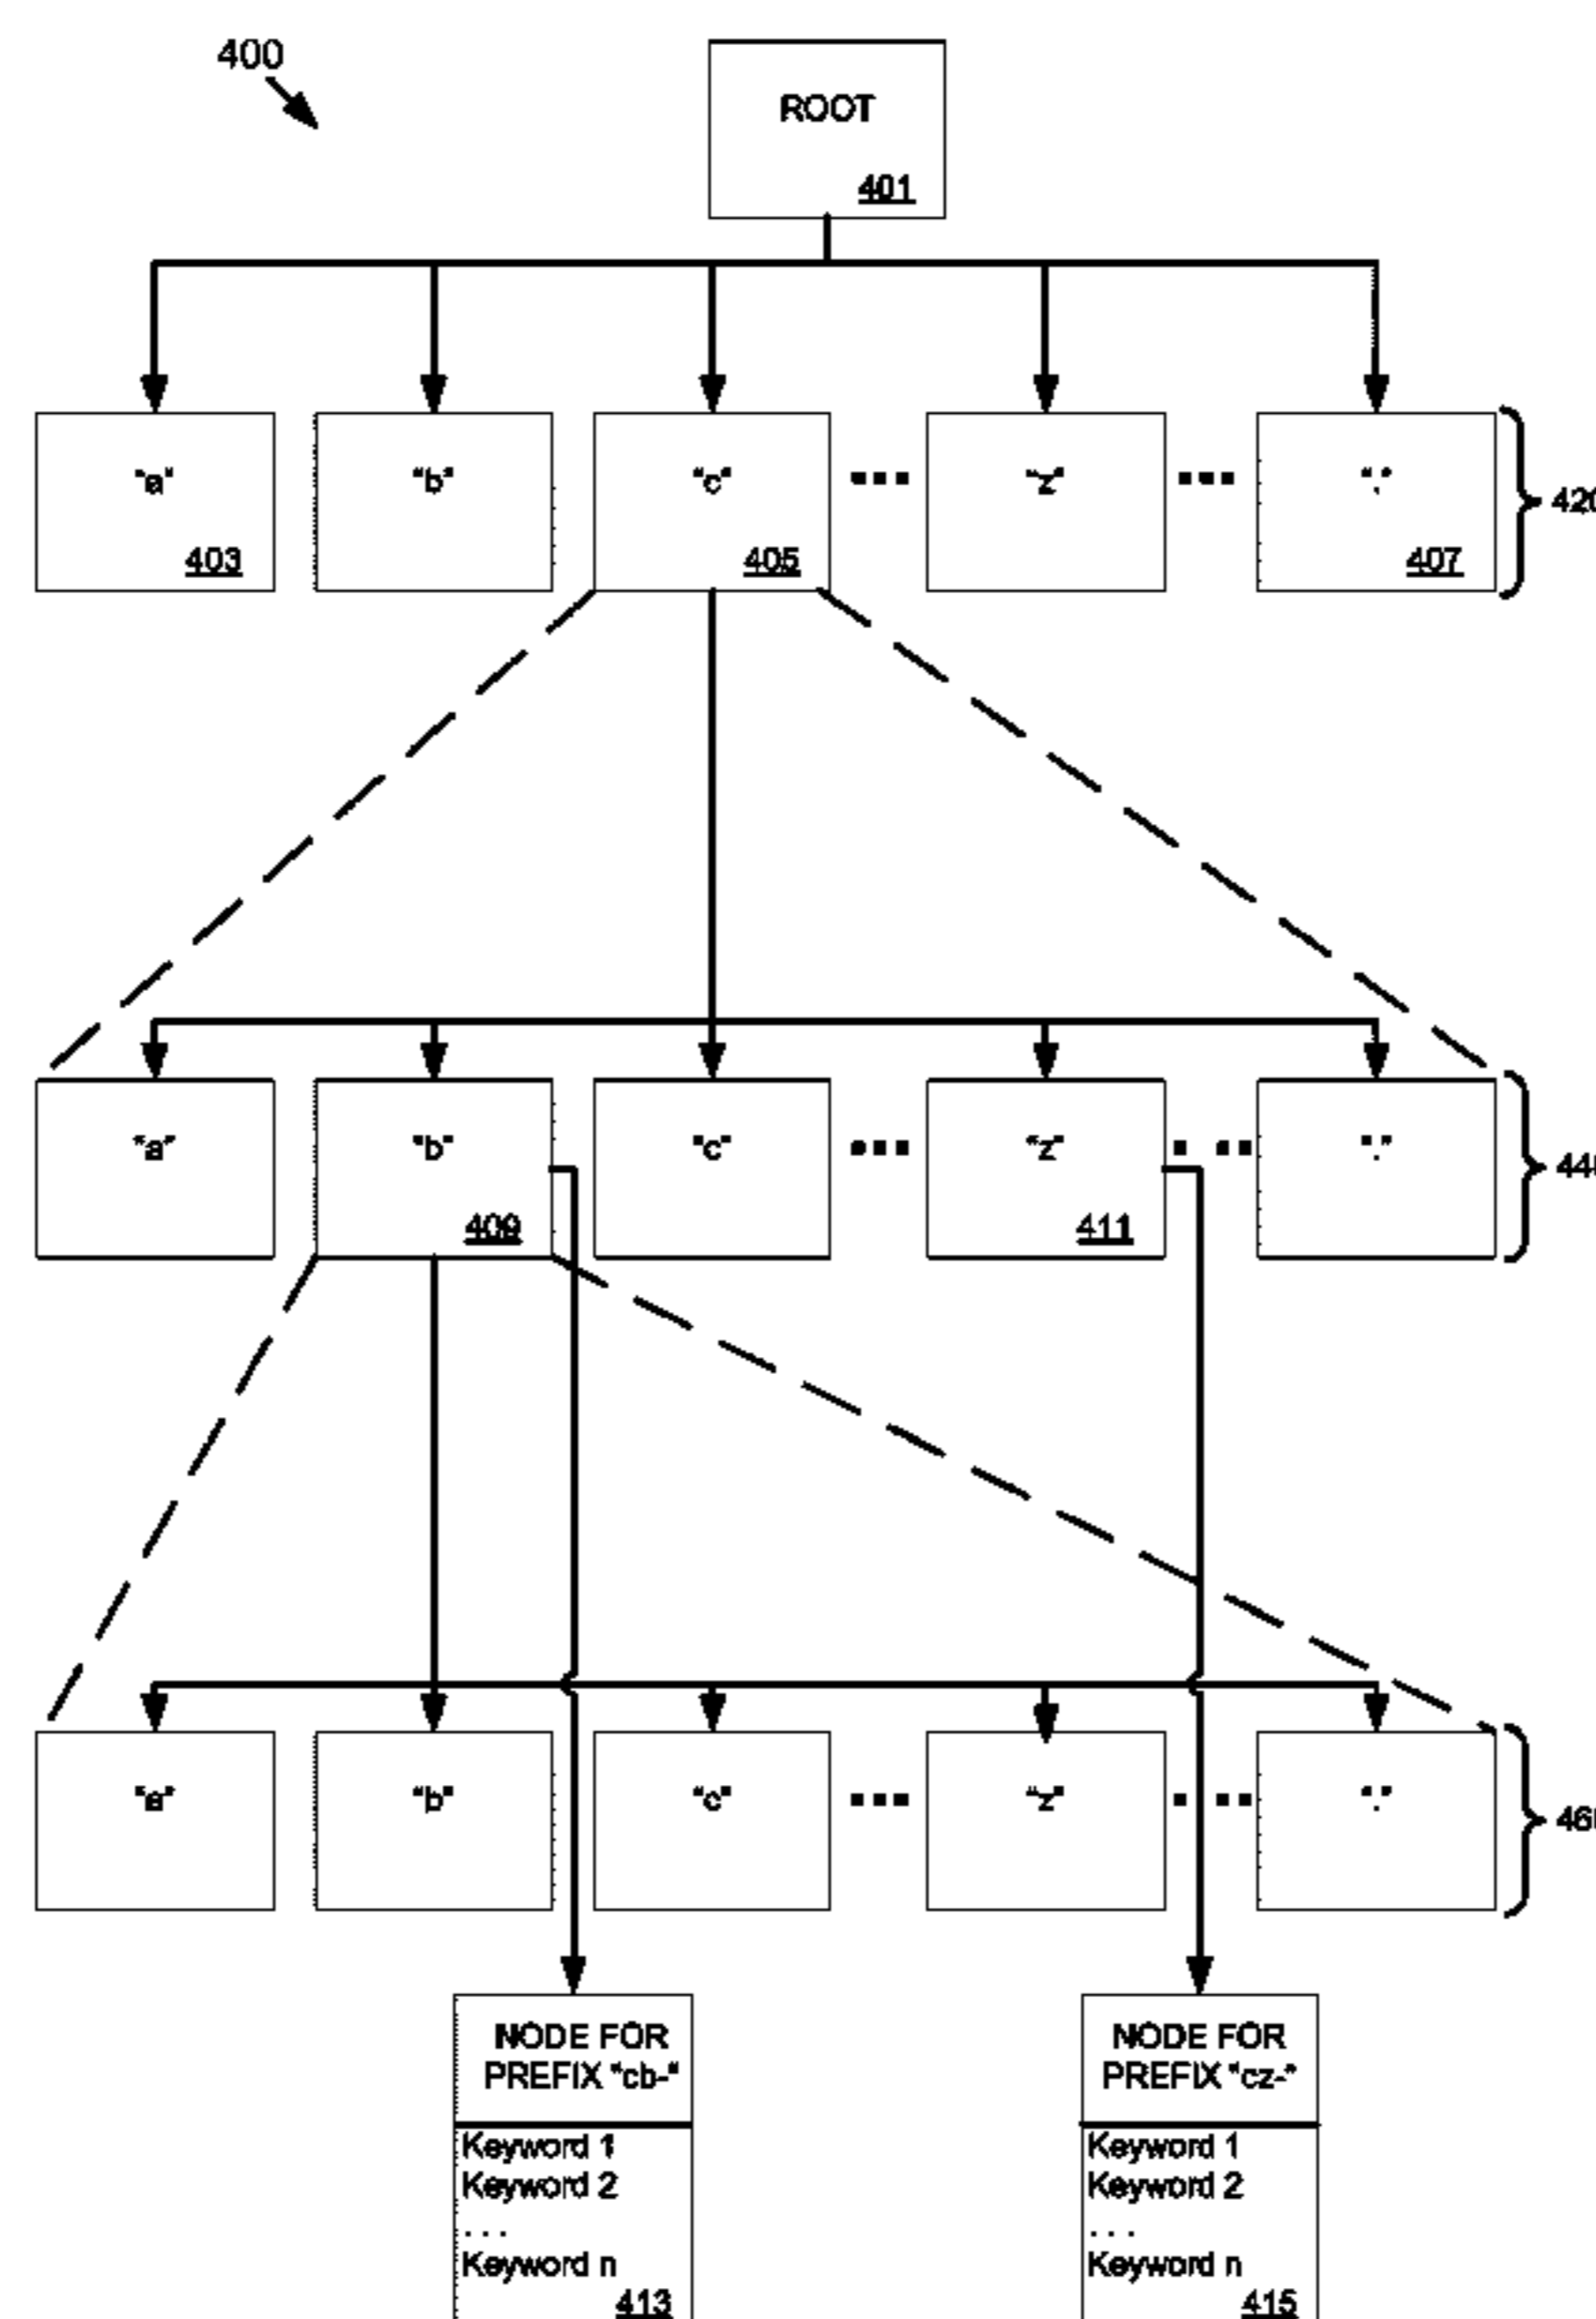 400
ROOT
401
"a" "b" "c" ... "z" ... "."
403 405 407
"a" "b" "c" ... "z" ... "."
409 411
"a" "b" "c" ... "z" ... "."
NODE FOR
PREFIX "cb-"
Keyword 1
Keyword 2
...
Keyword n
413
NODE FOR
PREFIX "cz-"
Keyword 1
Keyword 2
...
Keyword n
415